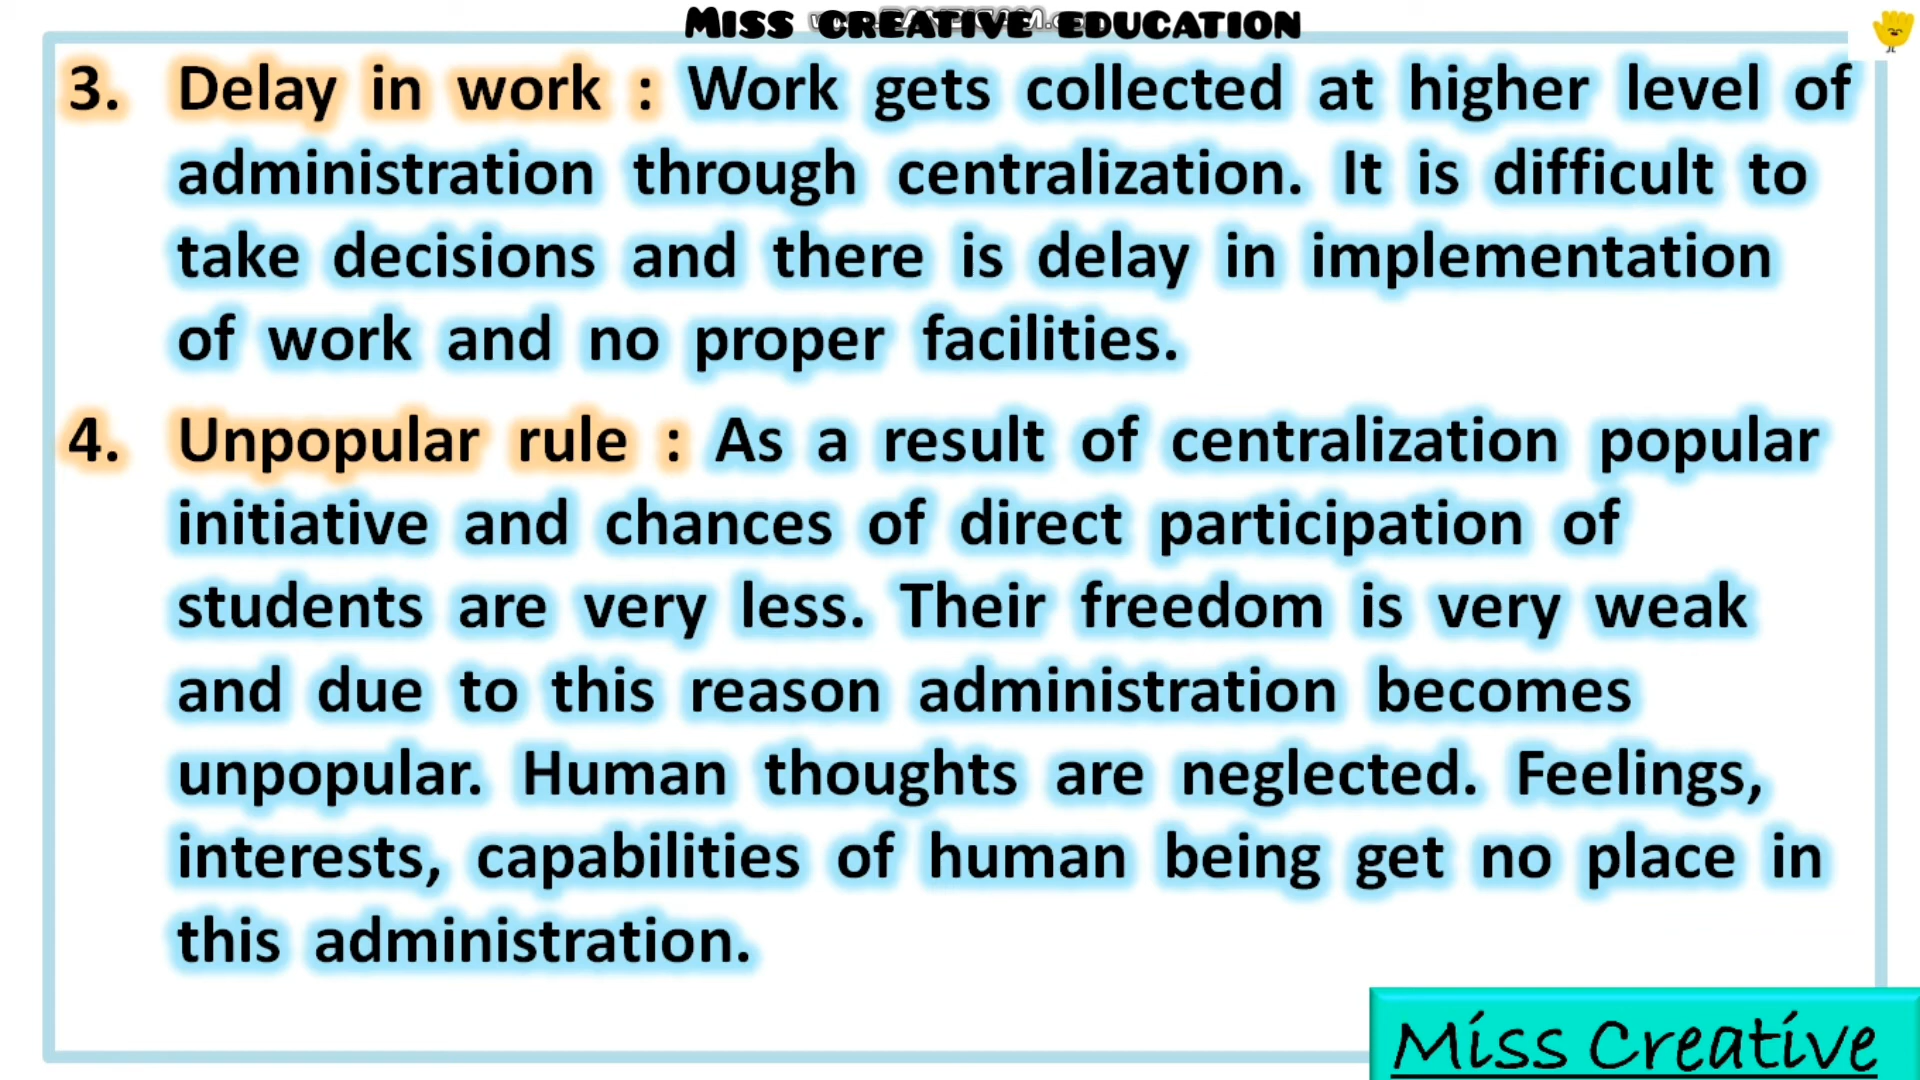 MISS CREATIVE EDUCATION
3. Delay in work : Work gets collected at higher level of
administration through centralization. It is difficult to
take decisions and there is delay in implementation
of work and no proper facilities.
4. Unpopular rule : As a result of centralization popular
initiative and chances of direct participation of
students are very less. Their freedom is very weak
and due to this reason administration becomes
unpopular. Human thoughts are neglected. Feelings,
interests, capabilities of human being get no place in
this administration.
Miss Creative